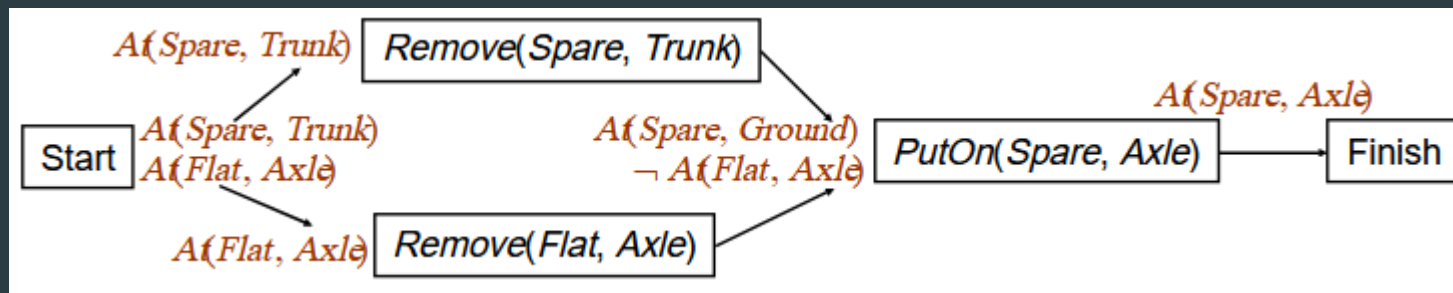 At(Spare, Trunk)
Remove(Spare, Trunk)
At(Spare, Axle)
Start
At(Spare, Trunk)
At(Flat, Axle)
At(Spare, Ground)
¬ At(Flat, Axle)
PutOn(Spare, Axle)
Finish
At(Flat, Axle)
Remove(Flat, Axle)